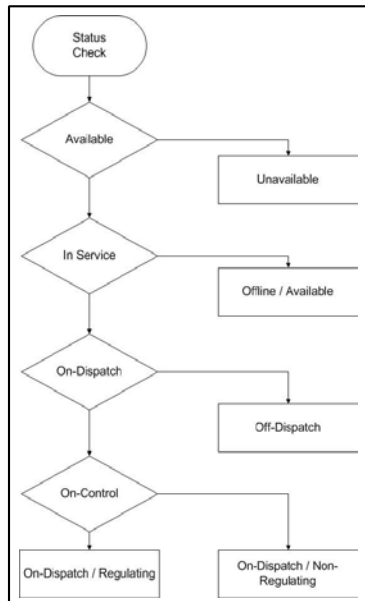 Status
Check
Available
Unavailable
In Service
Offline / Available
On-Dispatch
Off-Dispatch
On-Control
On-Dispatch / Regulating
On-Dispatch / Non-
Regulating